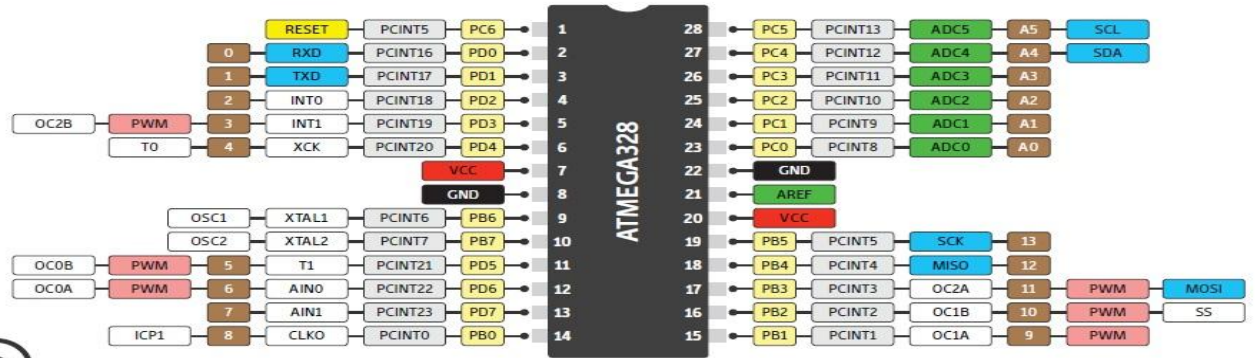 RESET PCINT5 PC6 1 28 PC5 PCINT13 ADC5 A5 SCL
0 RXD PCINT16 PD0 2 27 PC4 PCINT12 ADC4 A4 SDA
1 TXD PCINT17 PD1 3 26 PC3 PCINT11 ADC3 A3
2 INT0 PCINT18 PD2 4 25 PC2 PCINT10 ADC2 A2
OC2B PWM 3 INT1 PCINT19 PD3 5 24 PC1 PCINT9 ADC1 A1
T0 4 XCK PCINT20 PD4 6 23 PC0 PCINT8 ADC0 A0
VCC 7 22 GND
GND 8 21 AREF
OSC1 XTAL1 PCINT6 PB6 9 20 VCC
OSC2 XTAL2 PCINT7 PB7 10 19 PB5 PCINT5 SCK 13
OC0B PWM 5 T1 PCINT21 PD5 11 18 PB4 PCINT4 MISO 12
OC0A PWM 6 AIN0 PCINT22 PD6 12 17 PB3 PCINT3 OC2A 11 PWM MOSI
7 AIN1 PCINT23 PD7 13 16 PB2 PCINT2 OC1B 10 PWM SS
ICP1 8 CLKO PCINT0 PB0 14 15 PB1 PCINT1 OC1A 9 PWM
ATMEGA328